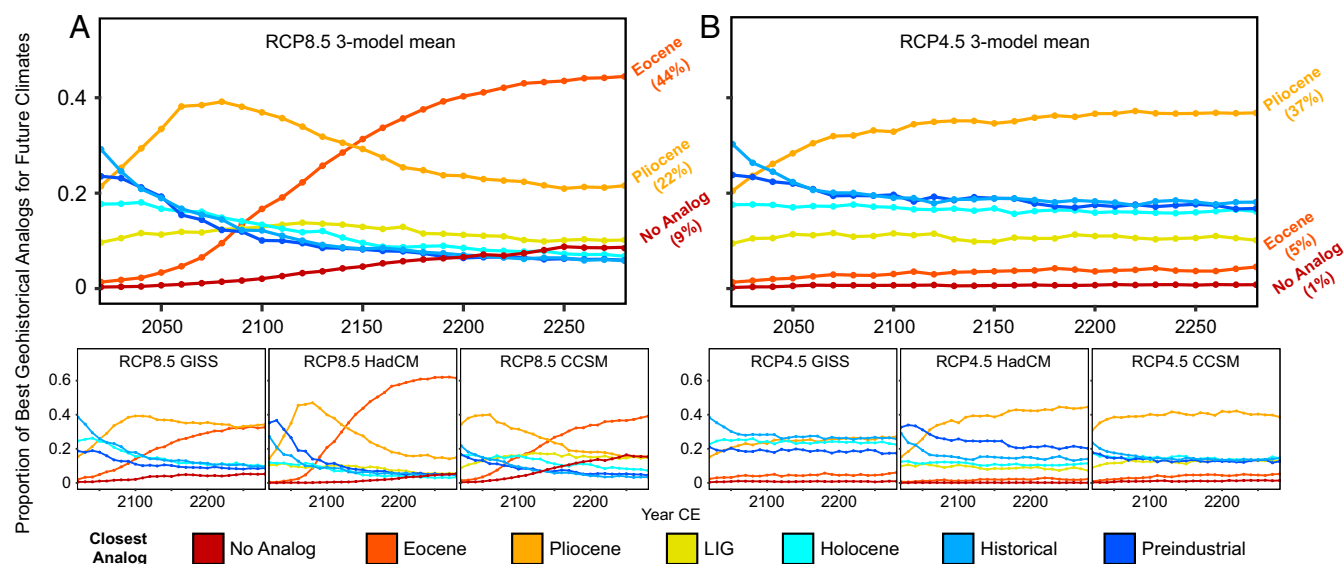 A
RCP8.5 3-model mean
B
RCP4.5 3-model mean
Proportion of Best Geohistorical Analogs for Future Climates
0.4
0.2
0
2050
2100
2150
2200
2250
Eocene
(44%)
Pliocene
(22%)
No Analog
(9%)
2050
2100
2150
2200
2250
Pliocene
(37%)
Eocene
(5%)
No Analog
(1%)
RCP8.5 GISS
RCP8.5 HadCM
RCP8.5 CCSM
0.6
0.4
0.2
0
2100
2200
2100
2200
2100
2200
RCP4.5 GISS
RCP4.5 HadCM
RCP4.5 CCSM
0.6
0.4
0.2
0
2100
2200
2100
2200
2100
2200
Year CE
Closest
Analog
No Analog
Eocene
Pliocene
LIG
Holocene
Historical
Preindustrial